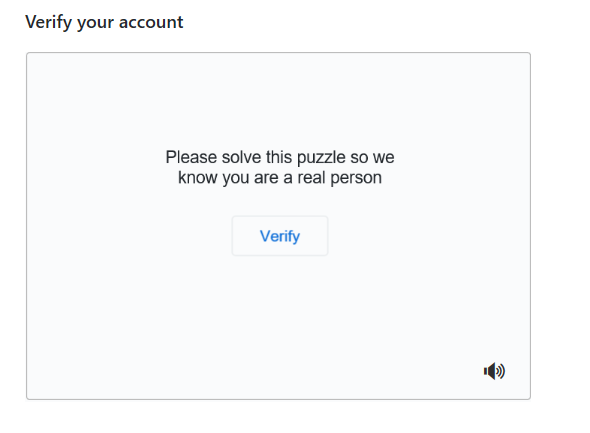 Verify your account
Please solve this puzzle so we
know you are a real person
Verify